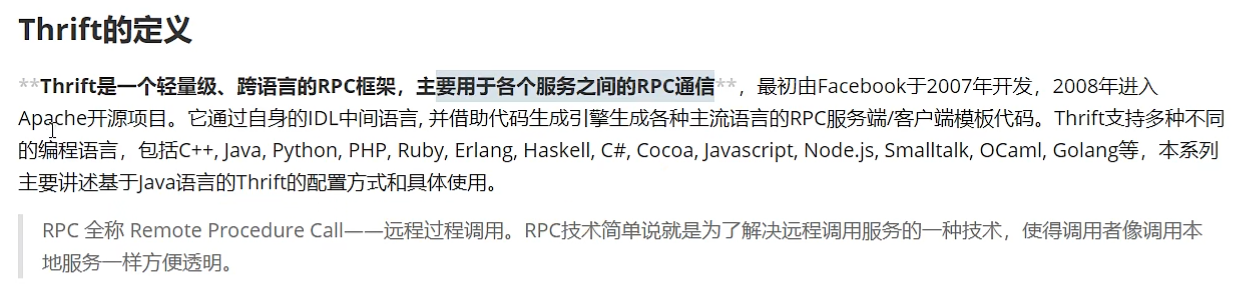 Thrift的定义
**Thrift是一个轻量级、跨语言的RPC框架，主要用于各个服务之间的RPC通信**，最初由Facebook于2007年开发，2008年进入
Apache开源项目。它通过自身的IDL中间语言, 并借助代码生成引擎生成各种主流语言的RPC服务端/客户端模板代码。Thrift支持多种不同
的编程语言，包括C++, Java, Python, PHP, Ruby, Erlang, Haskell, C#, Cocoa, Javascript, Node.js, Smalltalk, OCaml, Golang等，本系列
主要讲述基于Java语言的Thrift的配置方式和具体使用。
RPC 全称 Remote Procedure Call——远程过程调用。RPC技术简单说就是为了解决远程调用服务的一种技术，使得调用者像调用本
地服务一样方便透明。